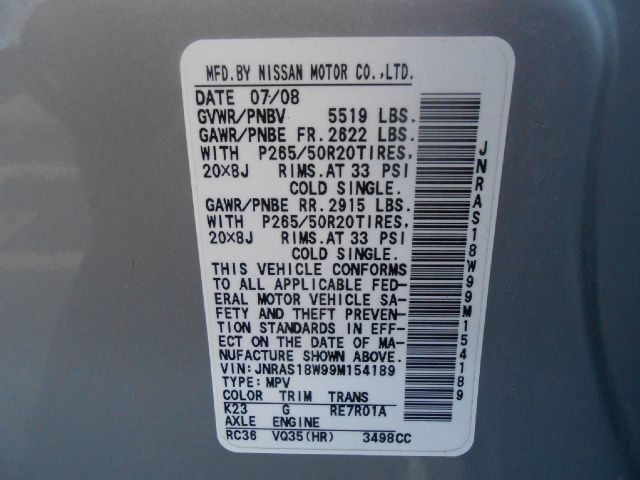 MFD.BY NISSAN MOTOR CO.,LTD.
DATE 07/08
GVWR/PNBV 5519 LBS.
GAWR/PNBE FR.2622 LBS.
WITH P265/50R20TIRES,
20×8J RIMS.AT 33 PSI
COLD SINGLE.
GAWR/PNBE RR.2915 LBS.
WITH P265/50R20TIRES,
20×8J RIMS.AT 33 PSI
COLD SINGLE.
THIS VEHICLE CONFORMS
TO ALL APPLICABLE FED-
ERAL MOTOR VEHICLE SA-
FETY AND THEFT PREVEN-
TION STANDARDS IN EFF-
ECT ON THE DATE OF MA-
NUFACTURE SHOWN ABOVE.
VIN:JNRAS18W99M154189
TYPE:MPV
COLOR TRIM TRANS
K23 G RE7R01A
AXLE ENGINE
RC36 VQ35(HR) 3498CC
JNRAS18W99M154189